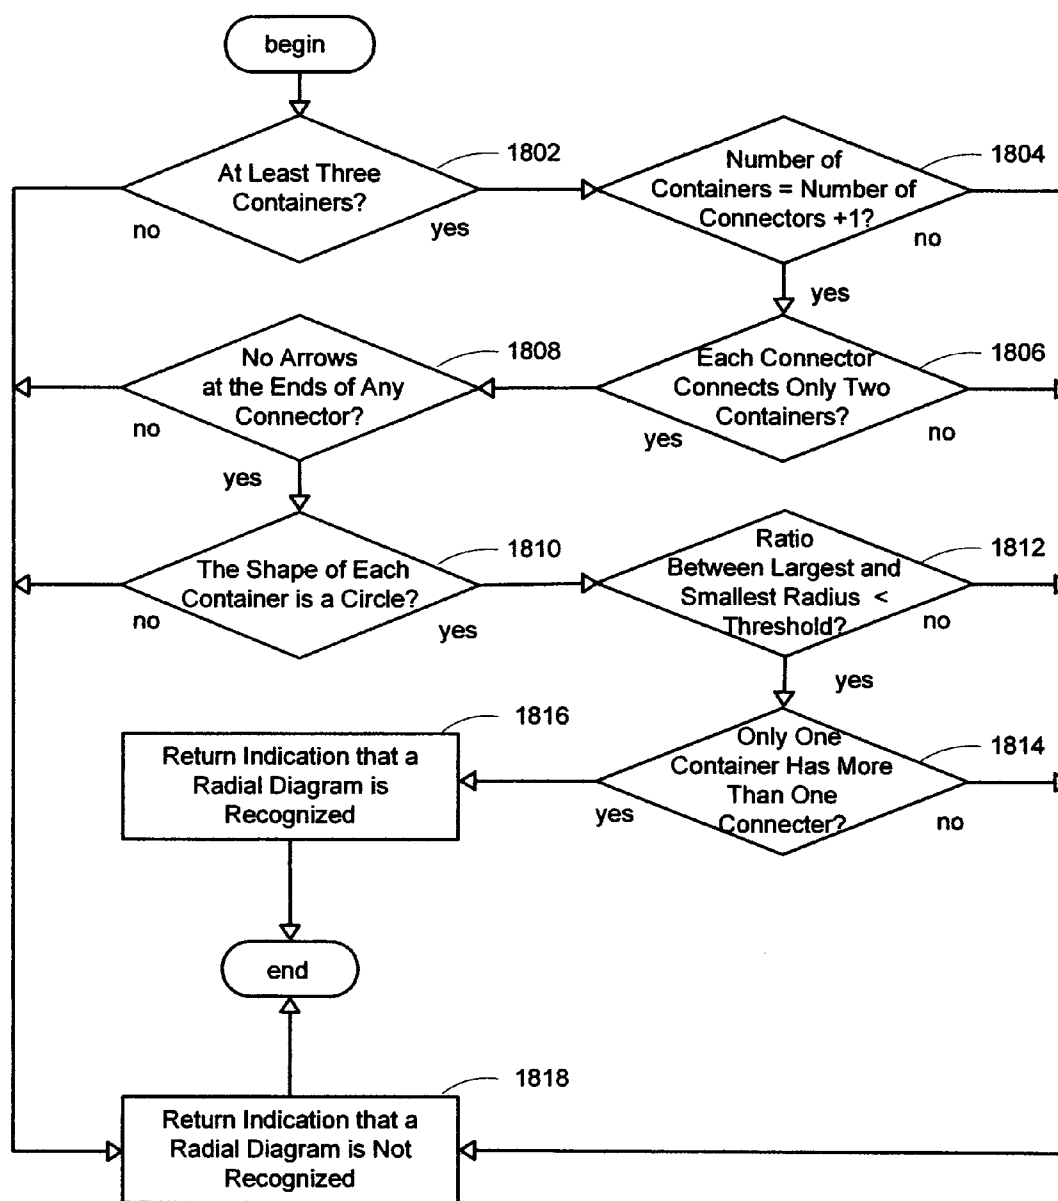 begin
1802
At Least Three
Containers?
no
yes
1804
Number of
Containers = Number of
Connectors +1?
no
yes
1806
Each Connector
Connects Only Two
Containers?
yes
no
1808
No Arrows
at the Ends of Any
Connector?
no
yes
1810
The Shape of Each
Container is a Circle?
no
yes
1812
Ratio
Between Largest and
Smallest Radius <
Threshold?
no
yes
1814
Only One
Container Has More
Than One
Connecter?
yes
no
1816
Return Indication that a
Radial Diagram is
Recognized
end
1818
Return Indication that a
Radial Diagram is Not
Recognized